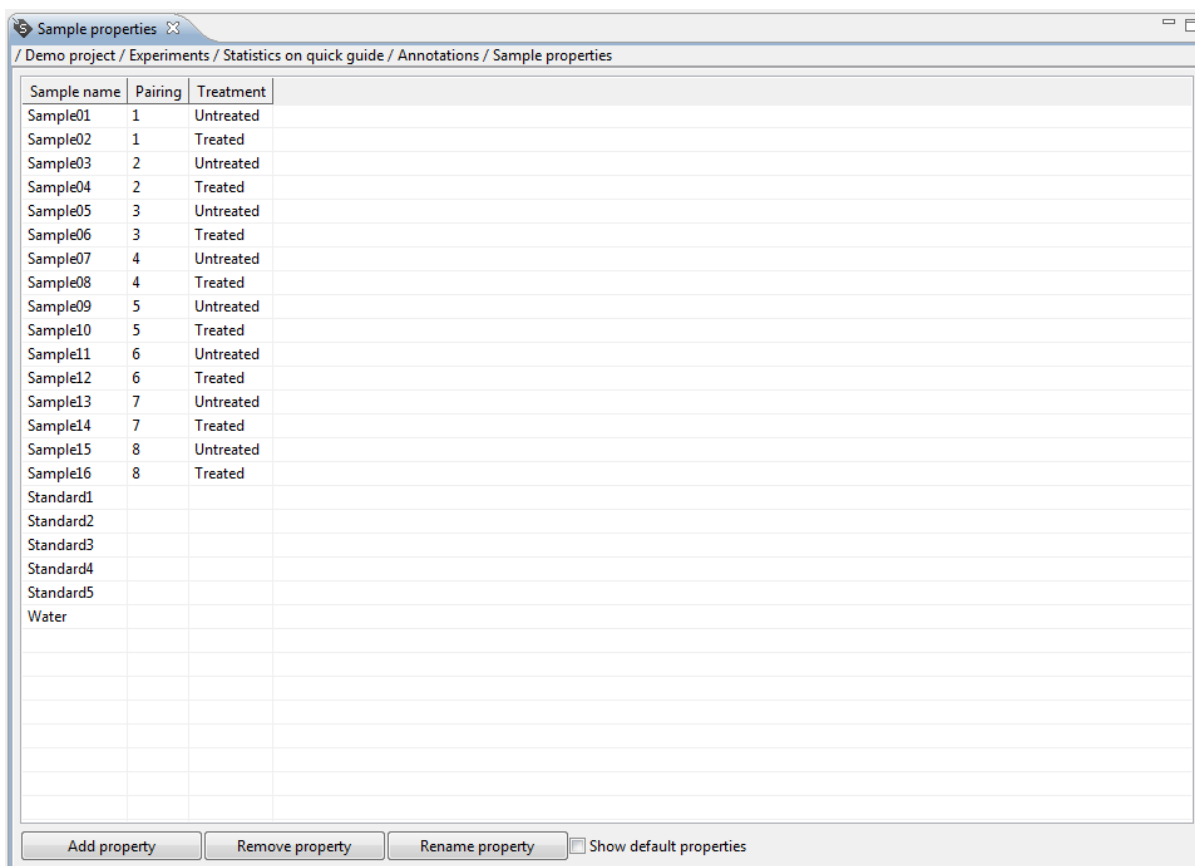 Sample properties
/ Demo project / Experiments / Statistics on quick guide / Annotations / Sample properties
Sample name Pairing Treatment
Sample01 1 Untreated
Sample02 1 Treated
Sample03 2 Untreated
Sample04 2 Treated
Sample05 3 Untreated
Sample06 3 Treated
Sample07 4 Untreated
Sample08 4 Treated
Sample09 5 Untreated
Sample10 5 Treated
Sample11 6 Untreated
Sample12 6 Treated
Sample13 7 Untreated
Sample14 7 Treated
Sample15 8 Untreated
Sample16 8 Treated
Standard1
Standard2
Standard3
Standard4
Standard5
Water
Add property Remove property Rename property Show default properties